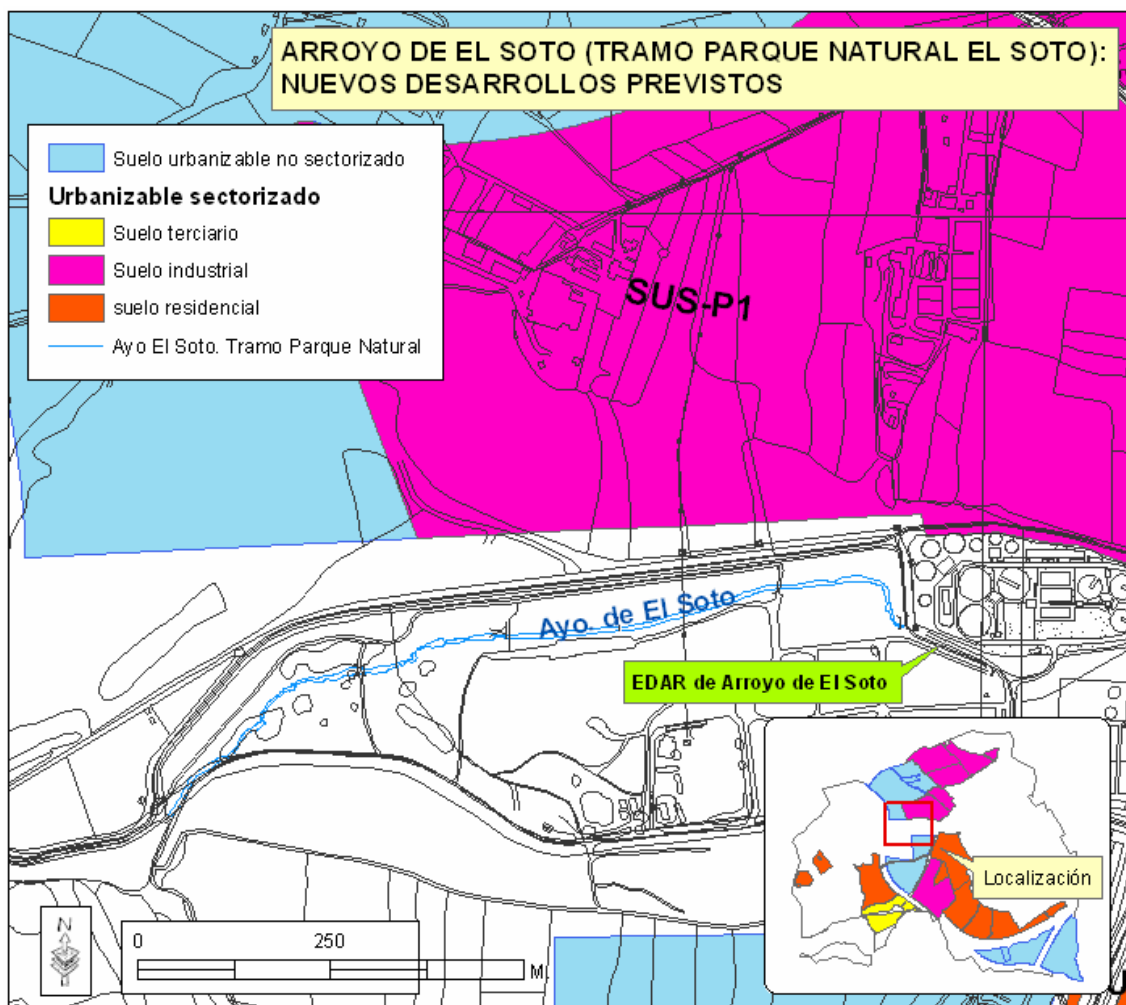 ARROYO DE EL SOTO (TRAMO PARQUE NATURAL EL SOTO):
NUEVOS DESARROLLOS PREVISTOS
Suelo urbanizable no sectorizado
Urbanizable sectorizado
Suelo terciario
Suelo industrial
suelo residencial
Ayo El Soto. Tramo Parque Natural
SUS-P1
Ayo. de El Soto
EDAR de Arroyo de El Soto
Localización
N
0 250
M.